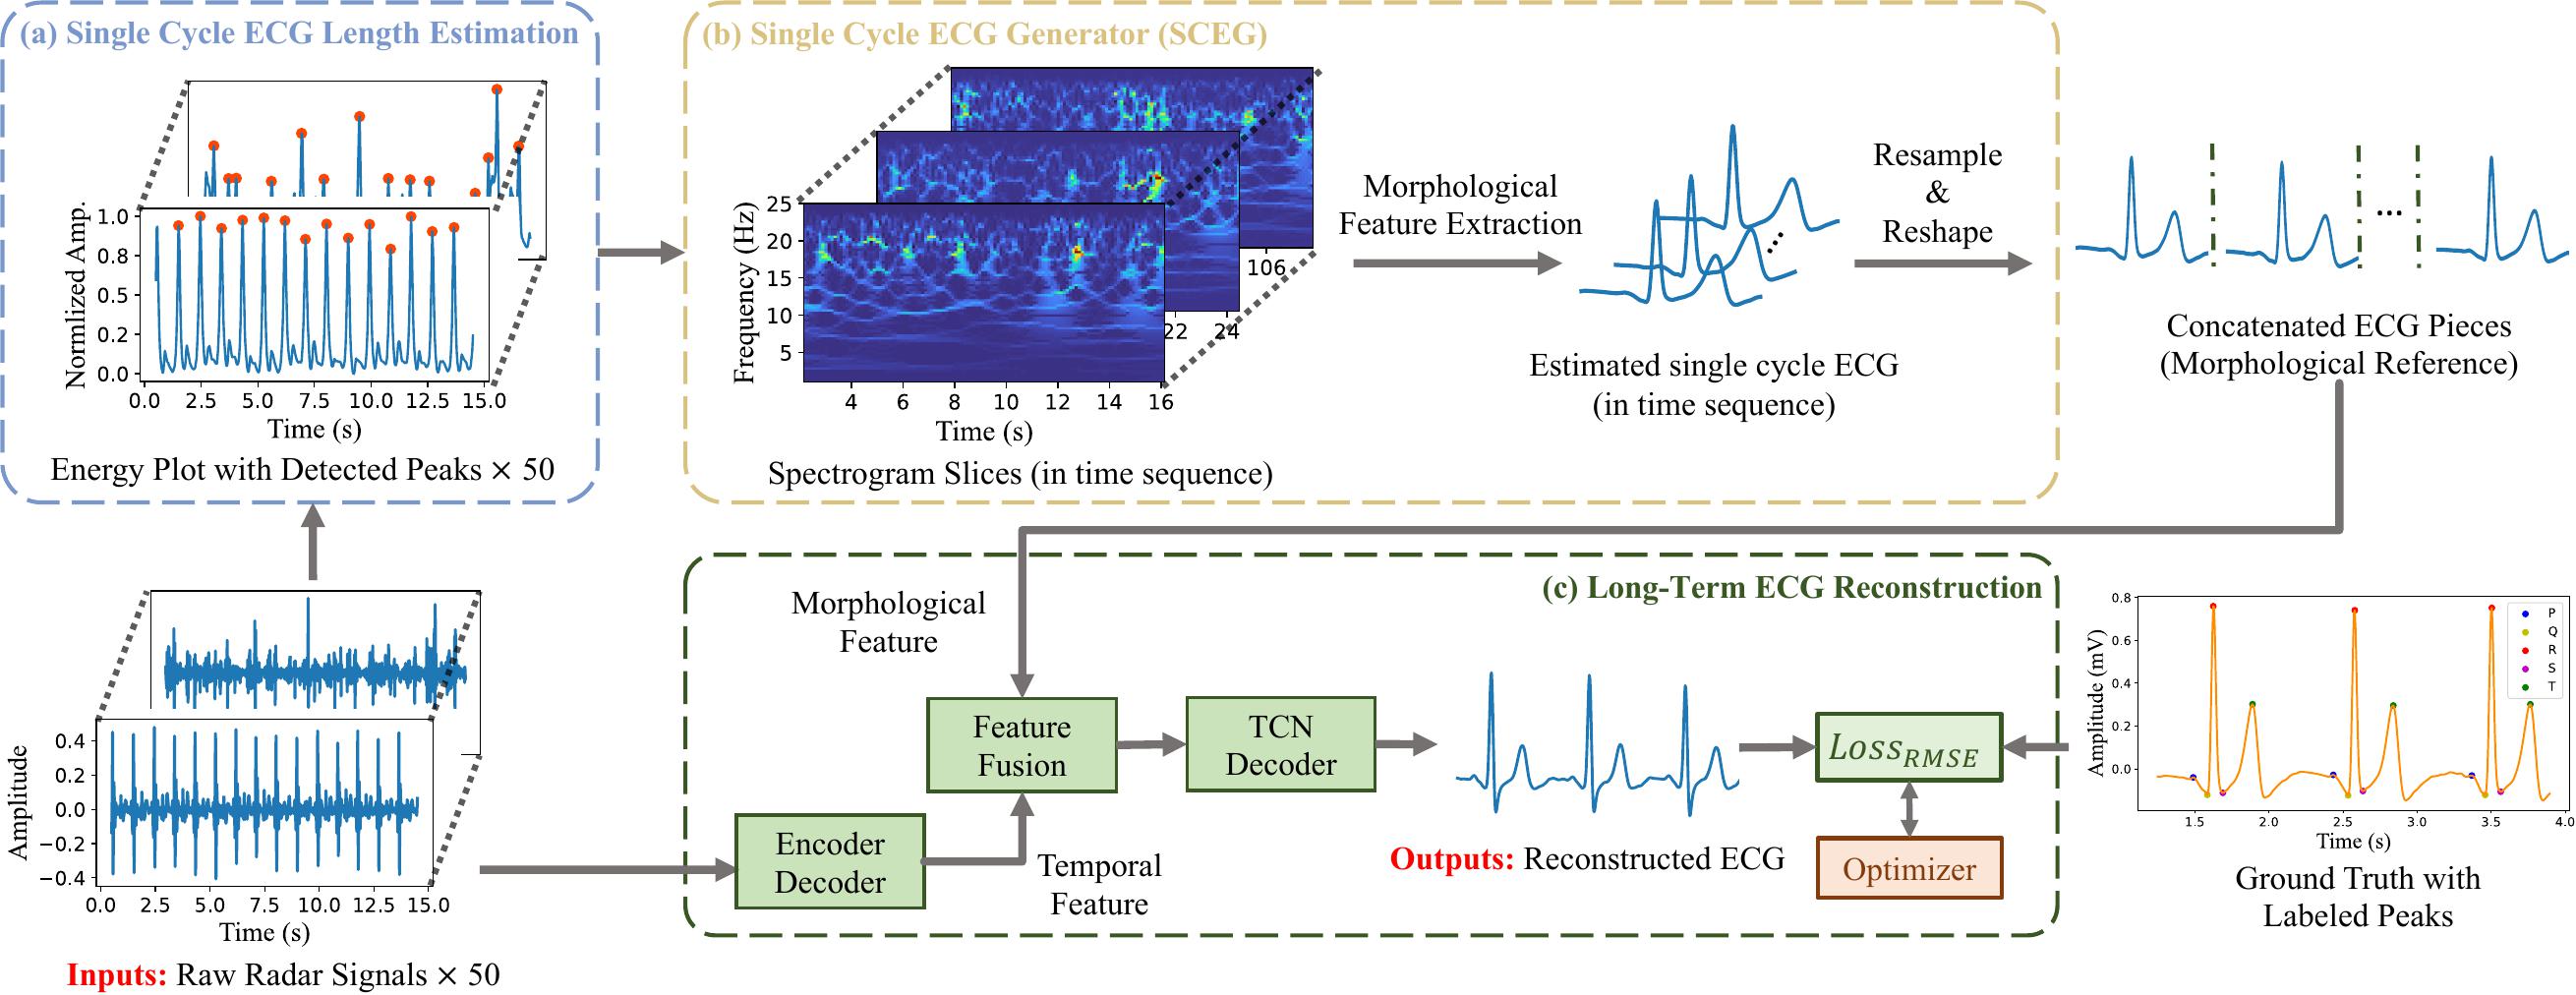 (a) Single Cycle ECG Length Estimation
Normlized Amp.
1.0
0.8
0.5
0.2
0.0
0.0 2.5 5.0 7.5 10.0 12.5 15.0
Time (s)
Energy Plot with Detected Peaks × 50
(b) Single Cycle ECG Generator (SCEG)
Frequency (Hz)
25
20
15
10
5
4 6 8 10 12 14 16
22 24
106
Time (s)
Spectrogram Slices (in time sequence)
Morphological
Feature Extraction
Estimated single cycle ECG
(in time sequence)
Resample
&
Reshape
...
Concatenated ECG Pieces
(Morphological Reference)
Amplitude
0.4
0.2
0.0
−0.2
−0.4
0.0 2.5 5.0 7.5 10.0 12.5 15.0
Time (s)
Inputs: Raw Radar Signals × 50
(c) Long-Term ECG Reconstruction
Morphological
Feature
Feature
Fusion
TCN
Decoder
Encoder
Decoder
Temporal
Feature
Outputs: Reconstructed ECG
Loss RMSE
Optimizer
Amplitude (mV)
0.8
0.6
0.4
0.2
0.0
P
Q
R
S
T
1.5 2.0 2.5 3.0 3.5 4.0
Time (s)
Ground Truth with
Labeled Peaks